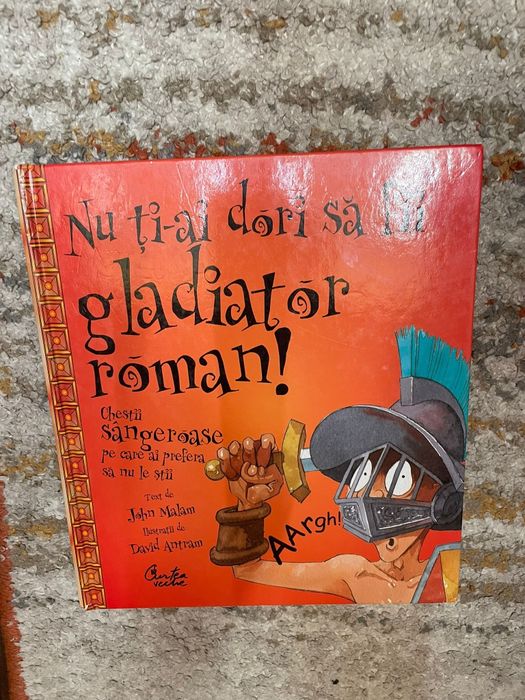 Nu ți-ai dori să fii
gladiator
roman!
Chestii
sângeroase
pe care ai prefera
să nu le știi
Text de
John Malam
Ilustrații de
David Antram
Curtea
veche
AArgh!